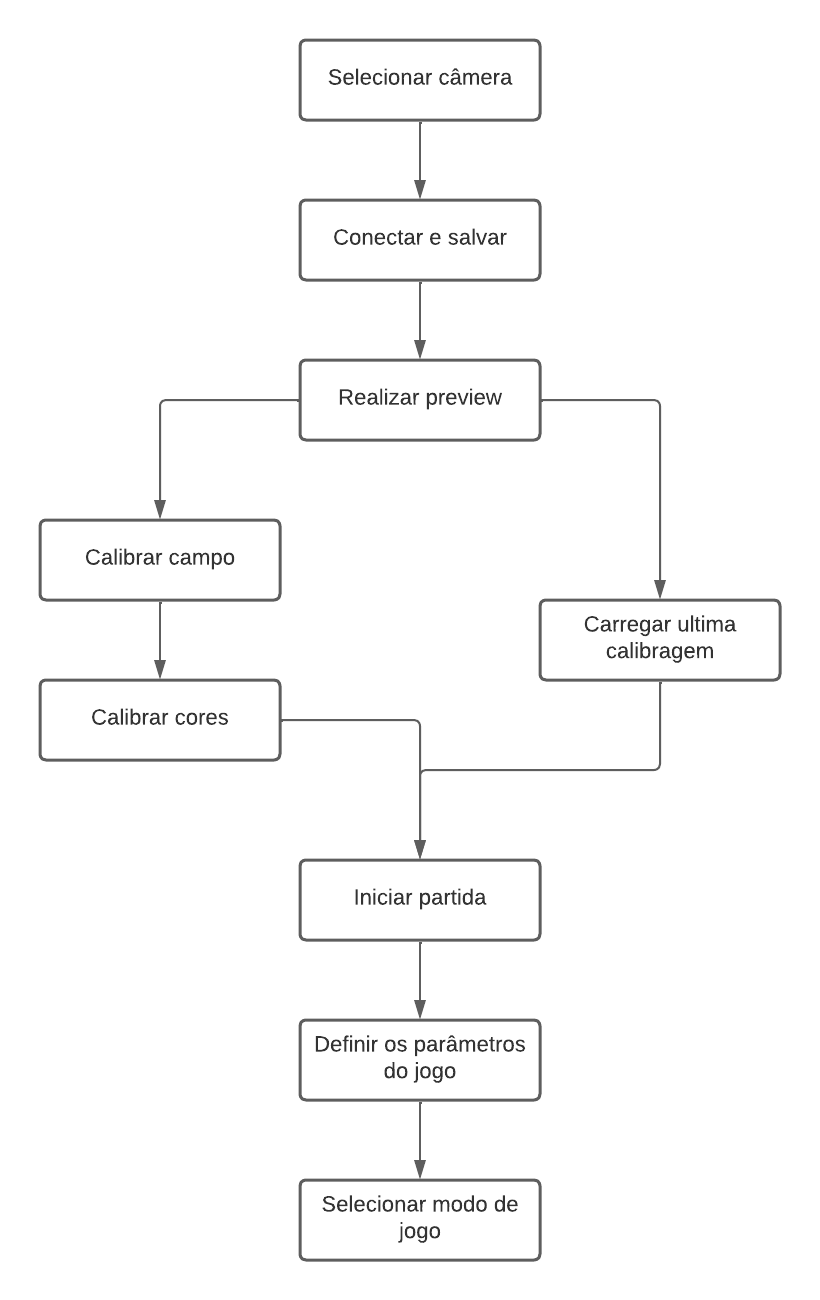 Selecionar câmera
Conectar e salvar
Realizar preview
Calibrar campo
Carregar ultima
calibragem
Calibrar cores
Iniciar partida
Definir os parâmetros
do jogo
Selecionar modo de
jogo